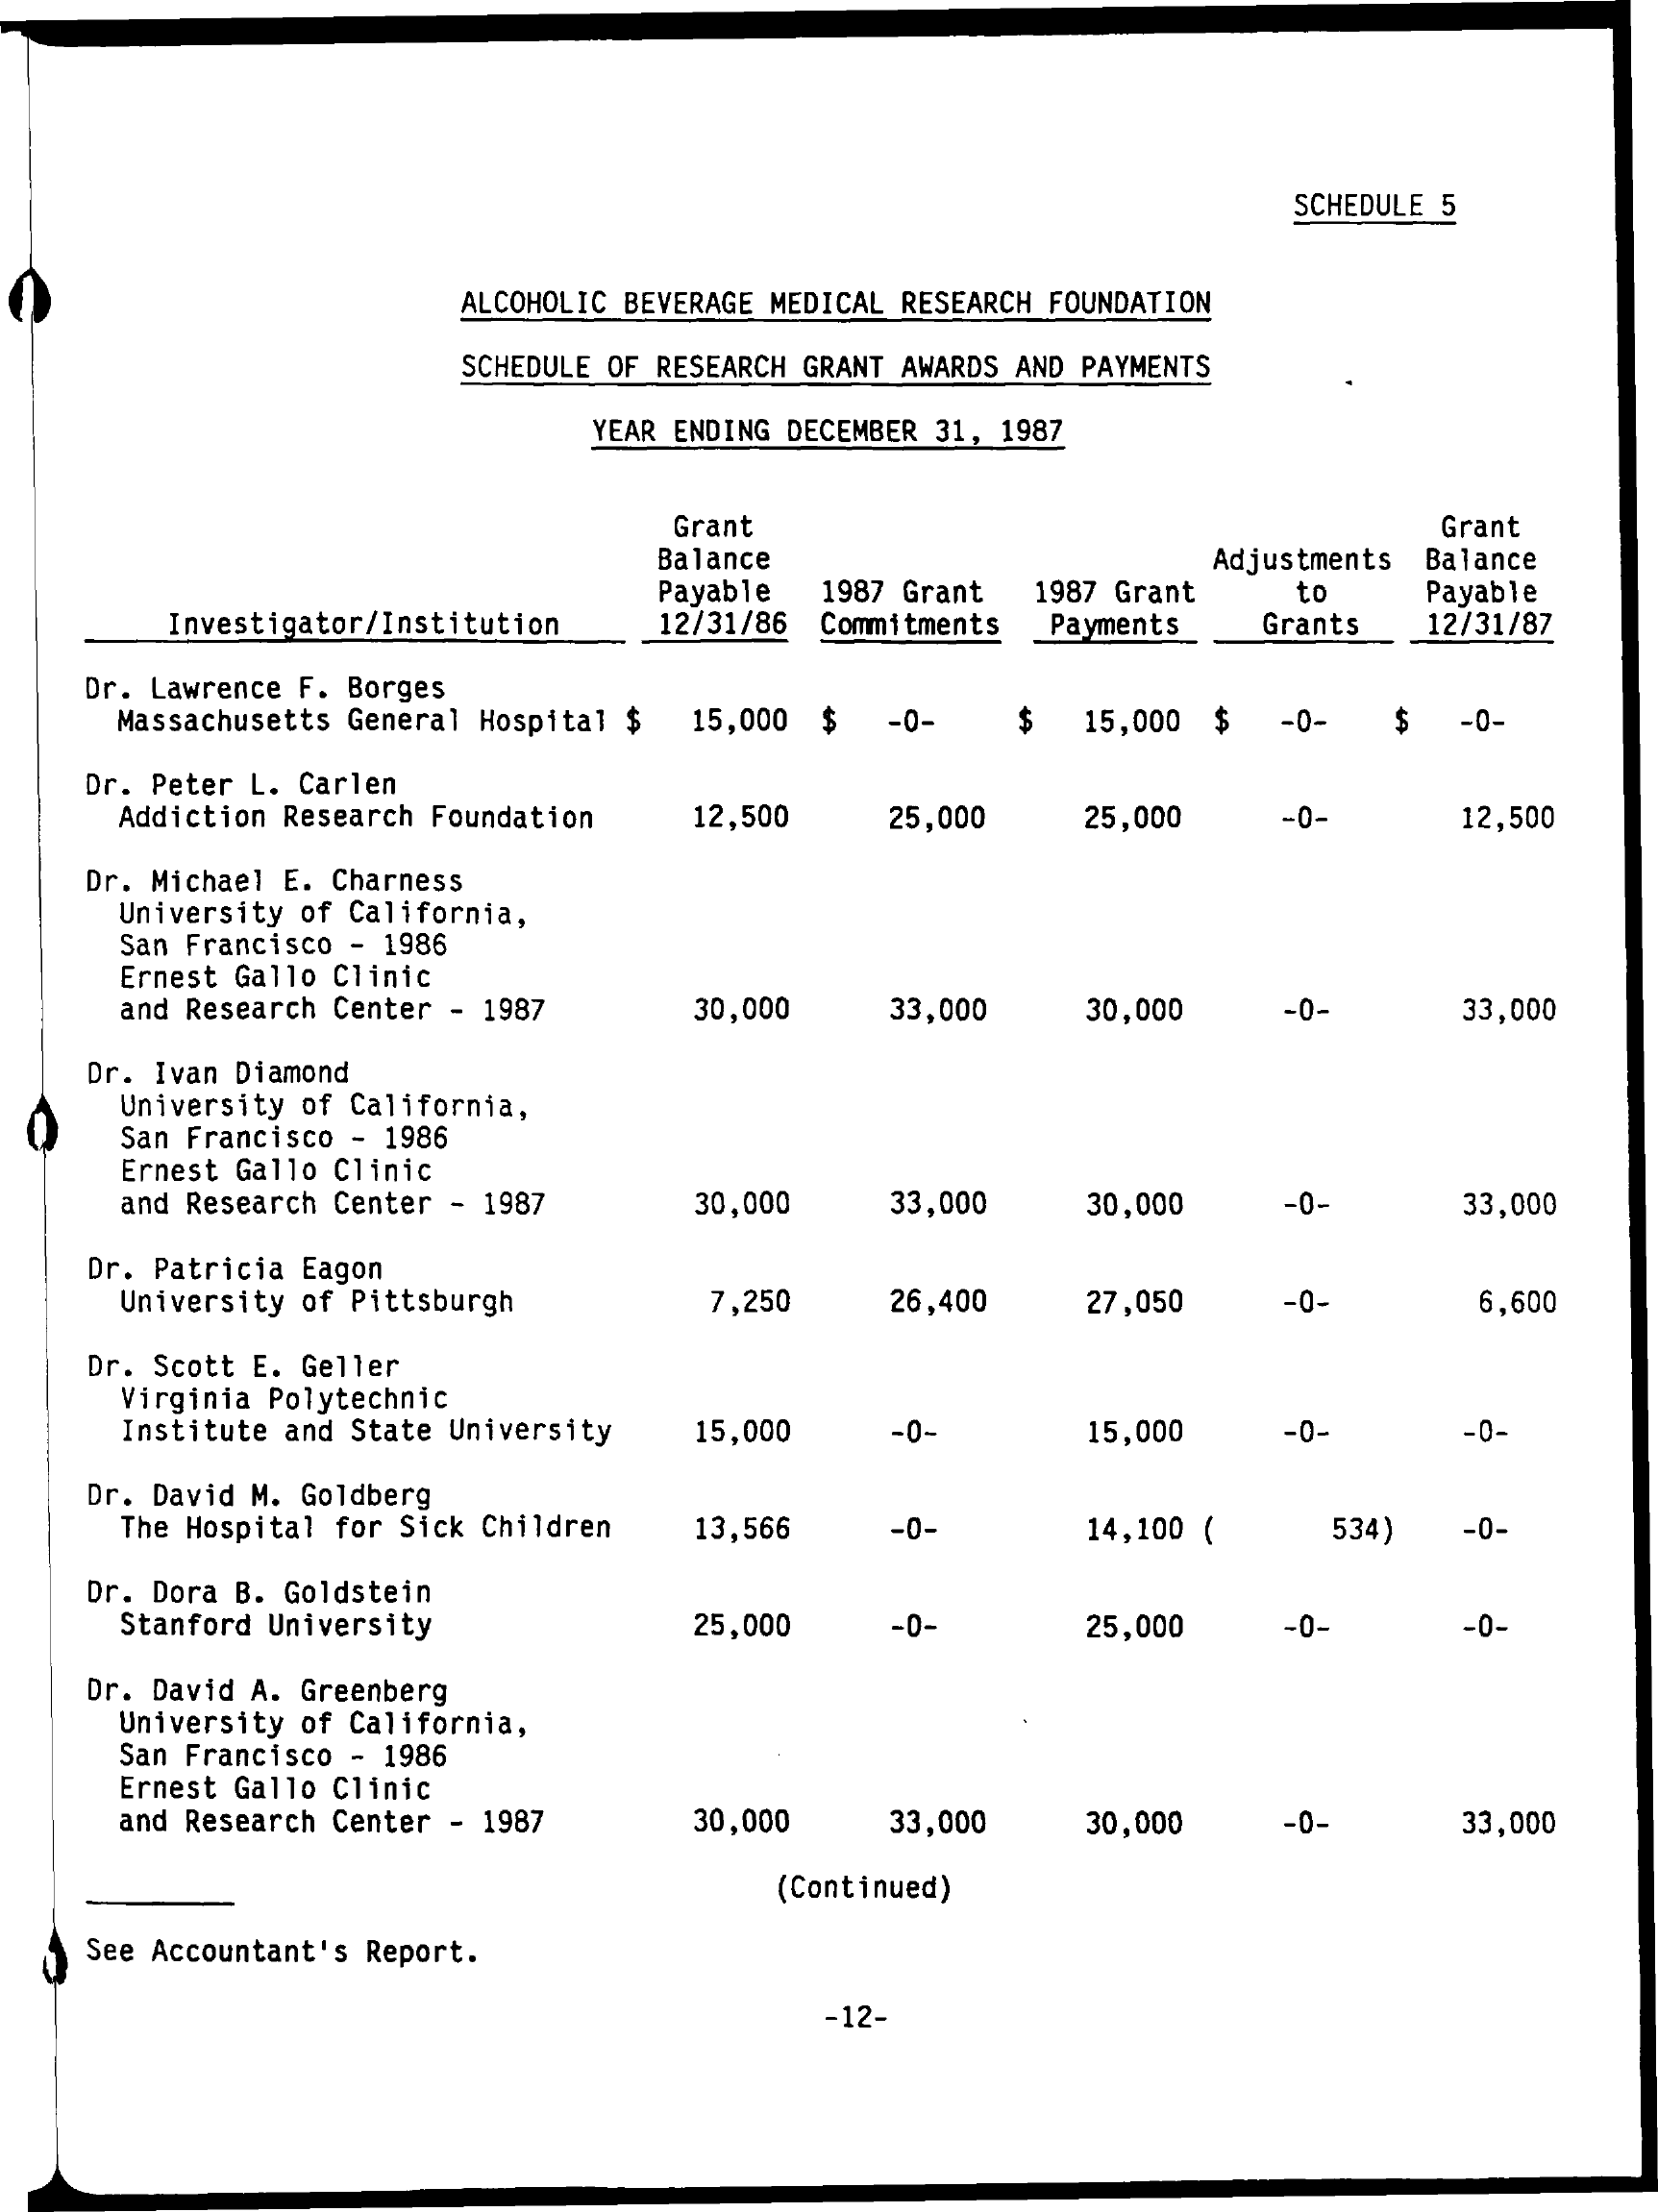 SCHEDULE 5
ALCOHOLIC BEVERAGE MEDICAL RESEARCH FOUNDATION
SCHEDULE OF RESEARCH GRANT AWARDS AND PAYMENTS
YEAR ENDING DECEMBER 31, 1987
Grant Grant
Balance Adjustments Balance
Payable 1987 Grant 1987 Grant to Payable
Investigator/Institution 12/31/86 Commitments Payments Grants 12/31/87
Dr. Lawrence F. Borges
Massachusetts General Hospital $ 15,000 $ -0- $ 15,000 $ -0- $ -0-
Dr. Peter L. Carlen
Addiction Research Foundation 12,500 25,000 25,000 -0- 12,500
Dr. Michael E. Charness
University of California,
San Francisco - 1986
Ernest Gallo Clinic
and Research Center - 1987 30,000 33,000 30,000 -0- 33,000
Dr. Ivan Diamond
University of California,
San Francisco - 1986
Ernest Gallo Clinic
and Research Center - 1987 30,000 33,000 30,000 -0- 33,000
Dr. Patricia Eagon
University of Pittsburgh 7,250 26,400 27,050 -0- 6,600
Dr. Scott E. Geller
Virginia Polytechnic
Institute and State University 15,000 -0- 15,000 -0- -0-
Dr. David M. Goldberg
The Hospital for Sick Children 13,566 -0- 14,100 ( 534) -0-
Dr. Dora B. Goldstein
Stanford University 25,000 -0- 25,000 -0- -0-
Dr. David A. Greenberg
University of California,
San Francisco - 1986
Ernest Gallo Clinic
and Research Center - 1987 30,000 33,000 30,000 -0- 33,000
(Continued)
See Accountant's Report.
-12-